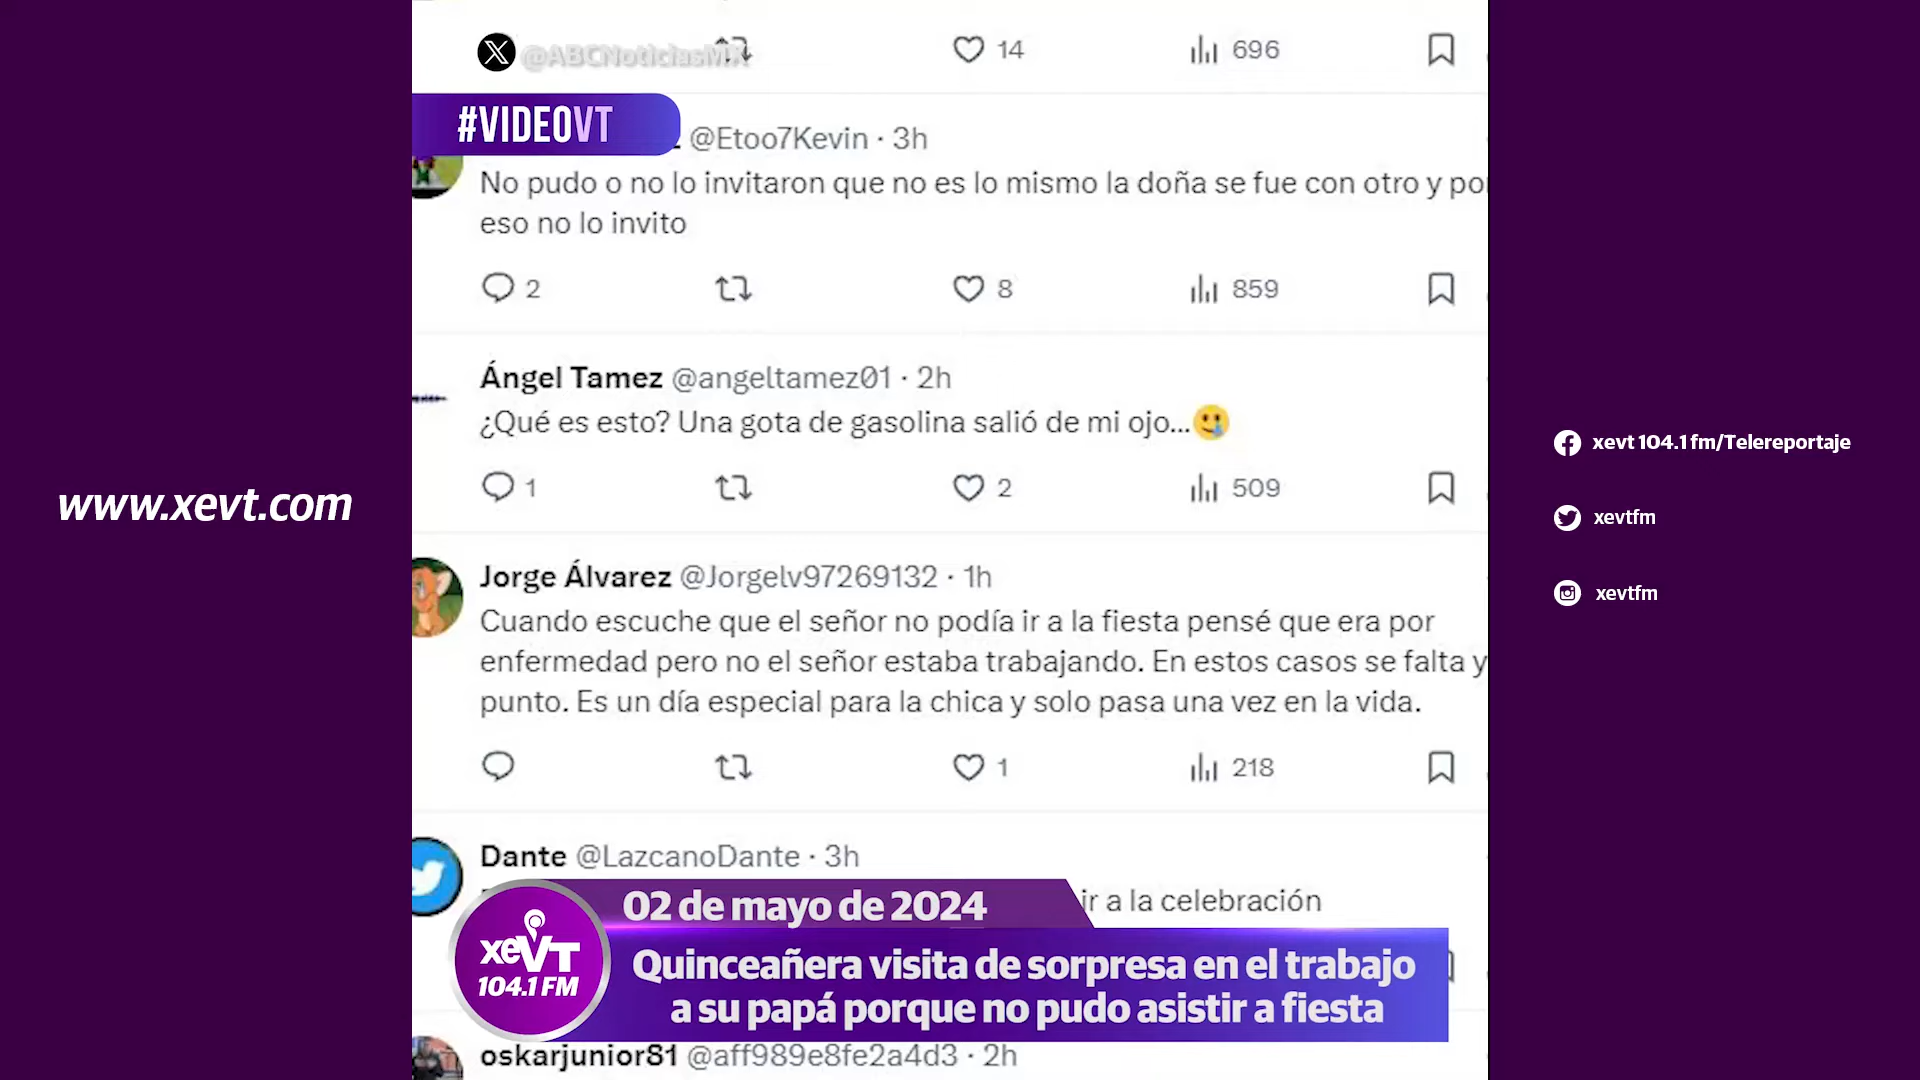 @ABCNoticiasMX
14
696
#VIDEOVT
@Etoo7Kevin · 3h
No pudo o no lo invitaron que no es lo mismo la doña se fue con otro y por
eso no lo invito
2
8
859
Ángel Tamez @angeltamez01 · 2h
¿Qué es esto? Una gota de gasolina salió de mi ojo...🥲
1
2
509
Jorge Álvarez @Jorgelv97269132 · 1h
Cuando escuche que el señor no podía ir a la fiesta pensé que era por
enfermedad pero no el señor estaba trabajando. En estos casos se falta y
punto. Es un día especial para la chica y solo pasa una vez en la vida.
1
218
Dante @LazcanoDante · 3h
ir a la celebración
02 de mayo de 2024
Quinceañera visita de sorpresa en el trabajo
a su papá porque no pudo asistir a fiesta
xeVT
104.1 FM
oskarjunior81 @aff989e8fe2a4d3 · 2h
www.xevt.com
xevt 104.1 fm/Telereportaje
xevtfm
xevtfm